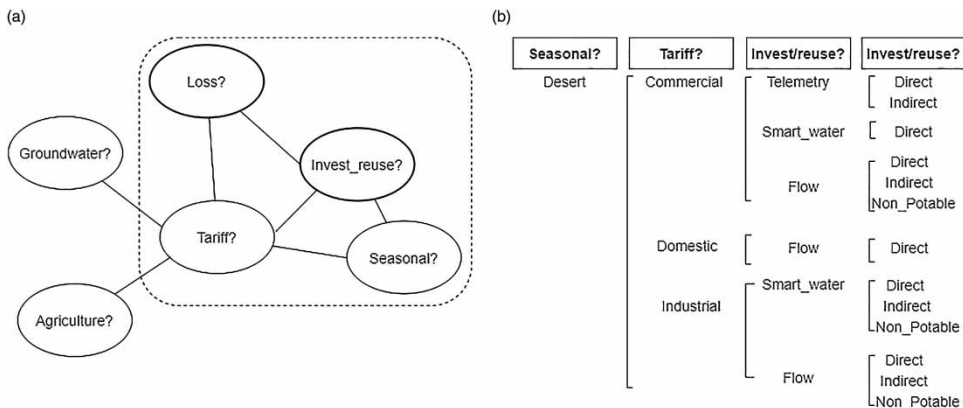 (a)
Loss?
Groundwater?
Invest_reuse?
Tariff?
Seasonal?
Agriculture?
(b)
Seasonal? Tariff? Invest/reuse? Invest/reuse?
Desert Commercial Telemetry Direct
Indirect
Smart_water Direct
Direct
Flow Indirect
Non_Potable
Domestic Flow Direct
Smart_water Direct
Industrial Indirect
Non_Potable
Direct
Flow Indirect
Non_Potable